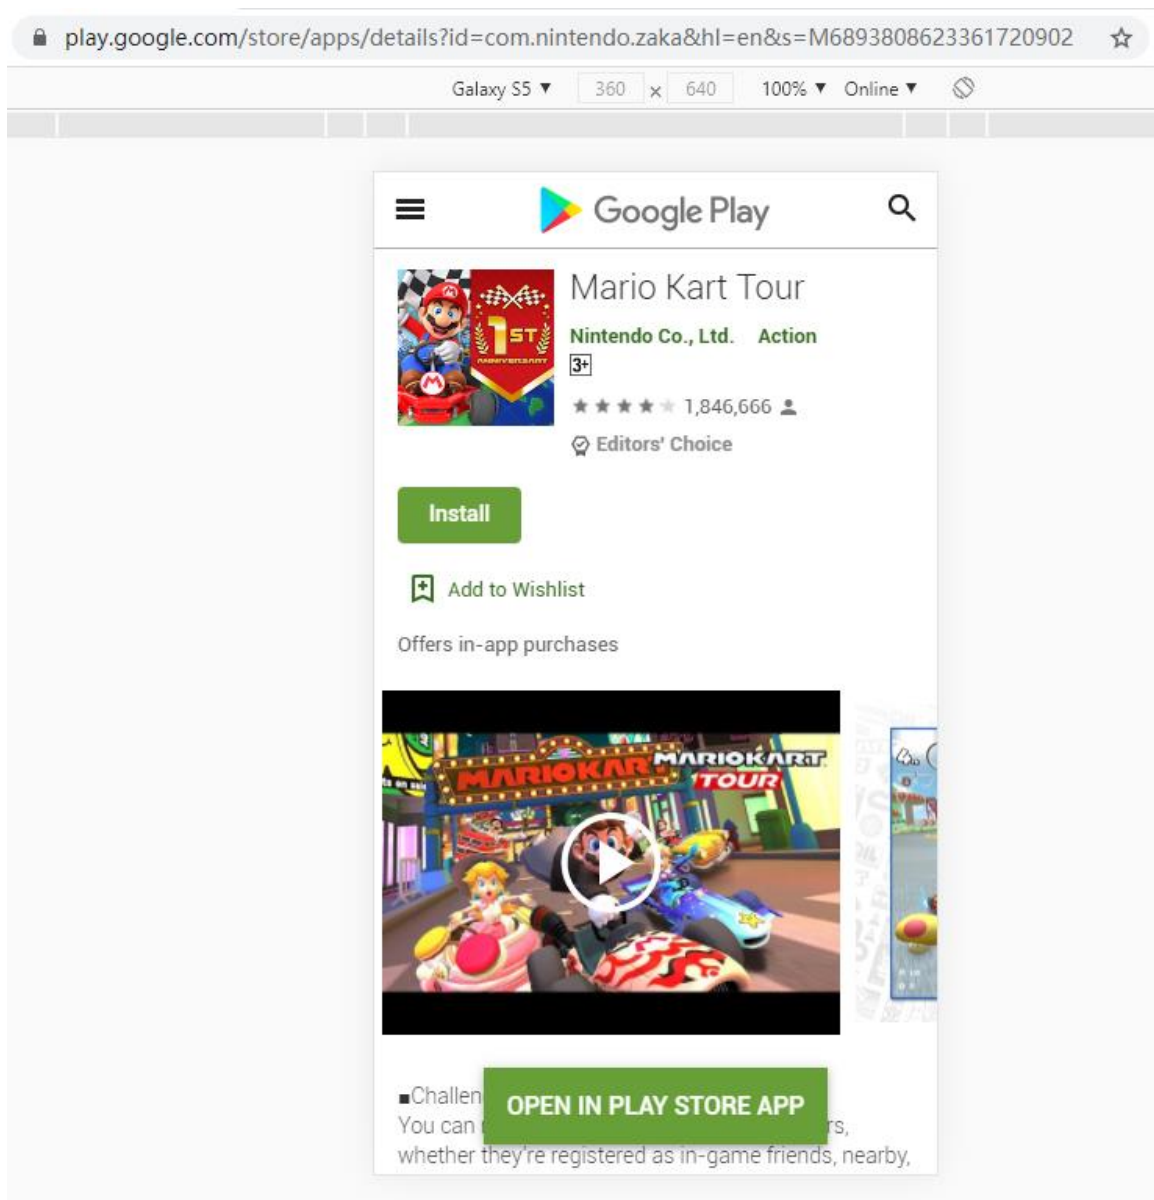 play.google.com/store/apps/details?id=com.nintendo.zaka&hl=en&s=M6893808623361720902
Galaxy S5 ▼ 360 × 640 100% ▼ Online ▼
Google Play
Mario Kart Tour
1ST
ANNIVERSARY
Nintendo Co., Ltd. Action
3+
1,846,666
Editors' Choice
Install
Add to Wishlist
Offers in-app purchases
MARIOKART
MARIOKAR
TOUR
■Challen
OPEN IN PLAY STORE APP
You can
rs,
whether they're registered as in-game friends, nearby,